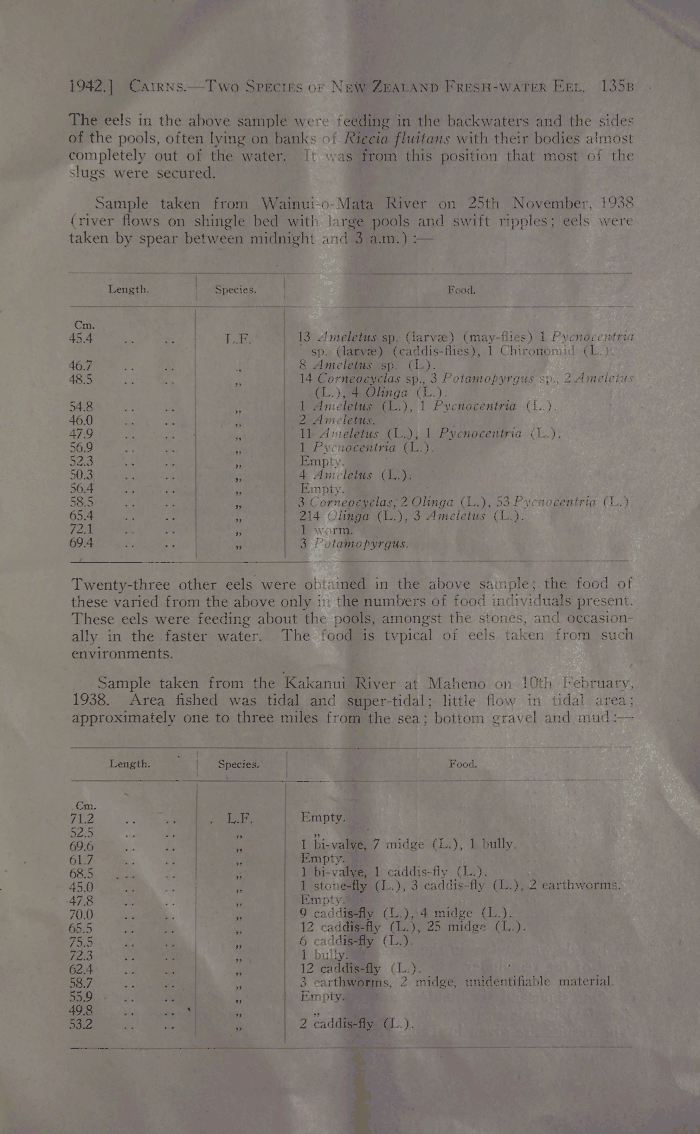 1942.] Cairns.—Two Species of New Zealand Fresh-water Eel. 135B
The eels in the above sample were feeding in the backwaters and the sides
of the pools, often lying on banks of Riccia fluitans with their bodies almost
completely out of the water. It was from this position that most of the
slugs were secured.
Sample taken from Wainui-o-Mata River on 25th November, 1938
(river flows on shingle bed with large pools and swift ripples; eels were
taken by spear between midnight and 3 a.m.) :—
Length. Species. Food.
Cm.
45.4 .. .. L.F. 13 Ameletus sp. (larvæ) (may-flies) 1 Pycnocentria
sp. (larvæ) (caddis-flies), 1 Chironomid (L.).
46.7 .. .. ,, 8 Ameletus sp. (L.).
48.5 .. .. ,, 14 Corneocyclas sp., 3 Potamopyrgus sp., 2 Ameletus
(L.), 4 Olinga (L.).
54.8 .. .. ,, 1 Ameletus (L.), 1 Pycnocentria (L.).
46.0 .. .. ,, 2 Ameletus.
47.9 .. .. ,, 11 Ameletus (L.), 1 Pycnocentria (L.).
56.9 .. .. ,, 1 Pycnocentria (L.).
52.3 .. .. ,, Empty.
50.3 .. .. ,, 4 Ameletus (L.).
56.4 .. .. ,, Empty.
58.5 .. .. ,, 3 Corneocyclas, 2 Olinga (L.), 53 Pycnocentria (L.)
65.4 .. .. ,, 214 Olinga (L.), 3 Ameletus (L.).
72.1 .. .. ,, 1 worm.
69.4 .. .. ,, 3 Potamopyrgus.
Twenty-three other eels were obtained in the above sample; the food of
these varied from the above only in the numbers of food individuals present.
These eels were feeding about the pools, amongst the stones, and occasion-
ally in the faster water. The food is typical of eels taken from such
environments.
Sample taken from the Kakanui River at Maheno on 10th February,
1938. Area fished was tidal and super-tidal; little flow in tidal area;
approximately one to three miles from the sea; bottom gravel and mud:—
Length. Species. Food.
Cm.
71.2 .. .. L.F. Empty.
52.5 .. .. ,, ,,
69.6 .. .. ,, 1 bi-valve, 7 midge (L.), 1 bully.
61.7 .. .. ,, Empty.
68.5 .. .. ,, 1 bi-valve, 1 caddis-fly (L.).
45.0 .. .. ,, 1 stone-fly (L.), 3 caddis-fly (L.), 2 earthworms.
47.8 .. .. ,, Empty.
70.0 .. .. ,, 9 caddis-fly (L.), 4 midge (L.).
65.5 .. .. ,, 12 caddis-fly (L.), 25 midge (L.).
75.5 .. .. ,, 6 caddis-fly (L.).
72.3 .. .. ,, 1 bully.
62.4 .. .. ,, 12 caddis-fly (L.).
58.7 .. .. ,, 3 earthworms, 2 midge, unidentifiable material.
55.9 .. .. ,, Empty.
49.8 .. .. ,, ,,
53.2 .. .. ,, 2 caddis-fly (L.).